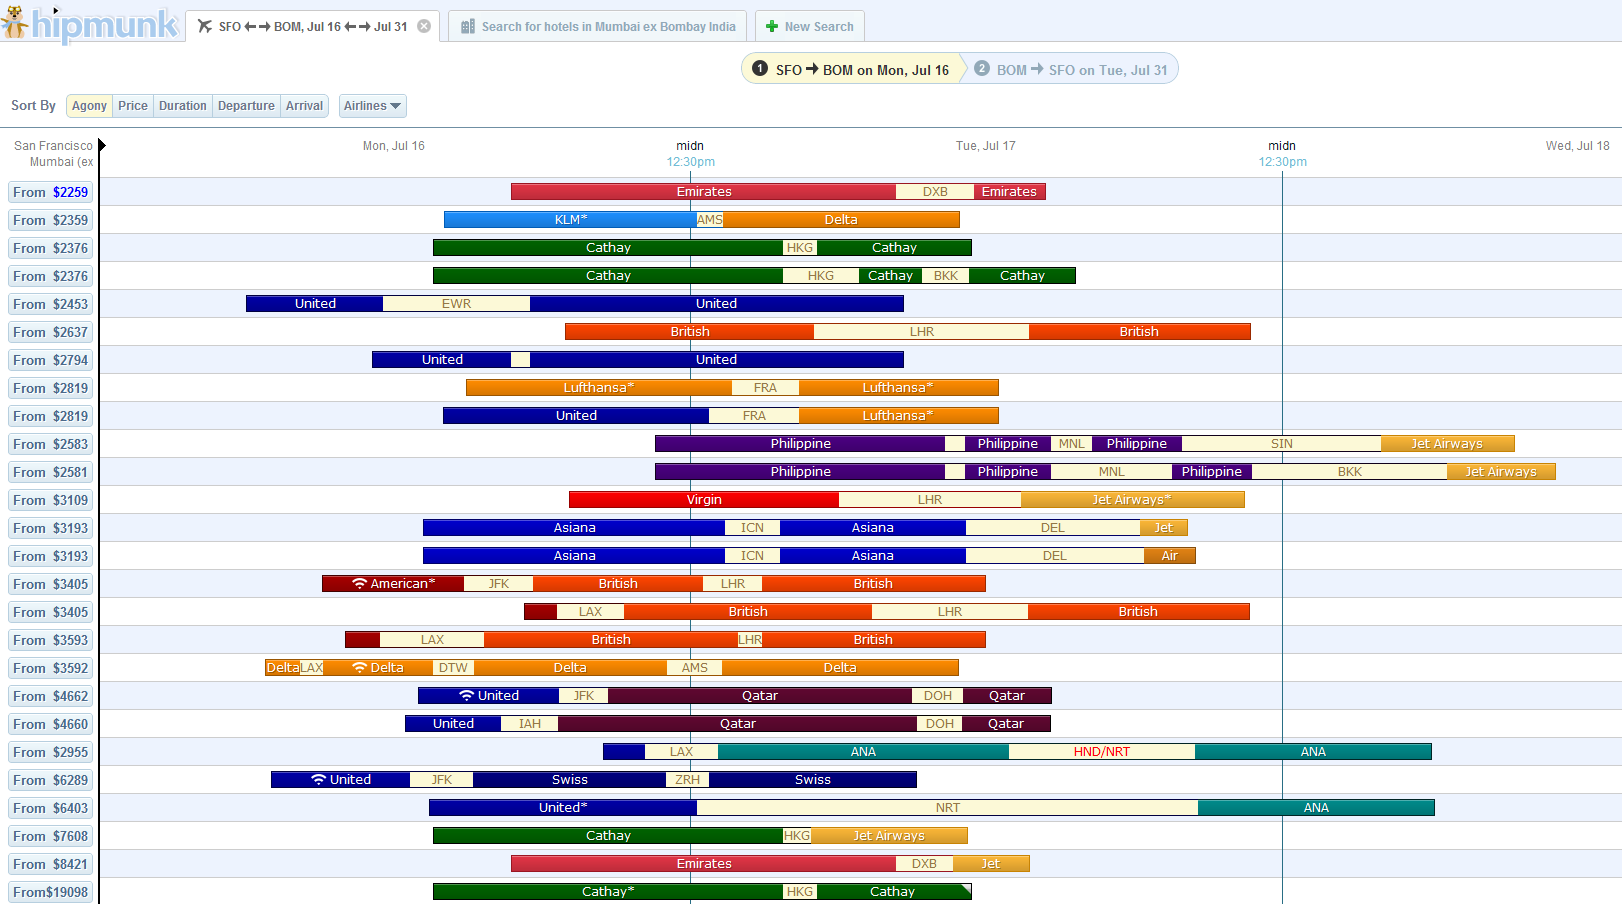 hipmunk
SFO ↔ BOM, Jul 16 ↔ Jul 31
Search for hotels in Mumbai ex Bombay India
New Search
1 SFO → BOM on Mon, Jul 16
2 BOM → SFO on Tue, Jul 31
Sort By Agony Price Duration Departure Arrival Airlines
San Francisco Mon, Jul 16 midn Tue, Jul 17 midn Wed, Jul 18
Mumbai (ex 12:30pm 12:30pm
From $2259 Emirates DXB Emirates
From $2359 KLM* AMS Delta
From $2376 Cathay HKG Cathay
From $2376 Cathay HKG Cathay BKK Cathay
From $2453 United EWR United
From $2637 British LHR British
From $2794 United United
From $2819 Lufthansa* FRA Lufthansa*
From $2819 United FRA Lufthansa*
From $2583 Philippine Philippine MNL Philippine SIN Jet Airways
From $2581 Philippine Philippine MNL Philippine BKK Jet Airways
From $3109 Virgin LHR Jet Airways*
From $3193 Asiana ICN Asiana DEL Jet
From $3193 Asiana ICN Asiana DEL Air
From $3405 American* JFK British LHR British
From $3405 LAX British LHR British
From $3593 LAX British LHR British
From $3592 Delta LAX Delta DTW Delta AMS Delta
From $4662 United JFK Qatar DOH Qatar
From $4660 United IAH Qatar DOH Qatar
From $2955 LAX ANA HND/NRT ANA
From $6289 United JFK Swiss ZRH Swiss
From $6403 United* NRT ANA
From $7608 Cathay HKG Jet Airways
From $8421 Emirates DXB Jet
From$19098 Cathay* HKG Cathay